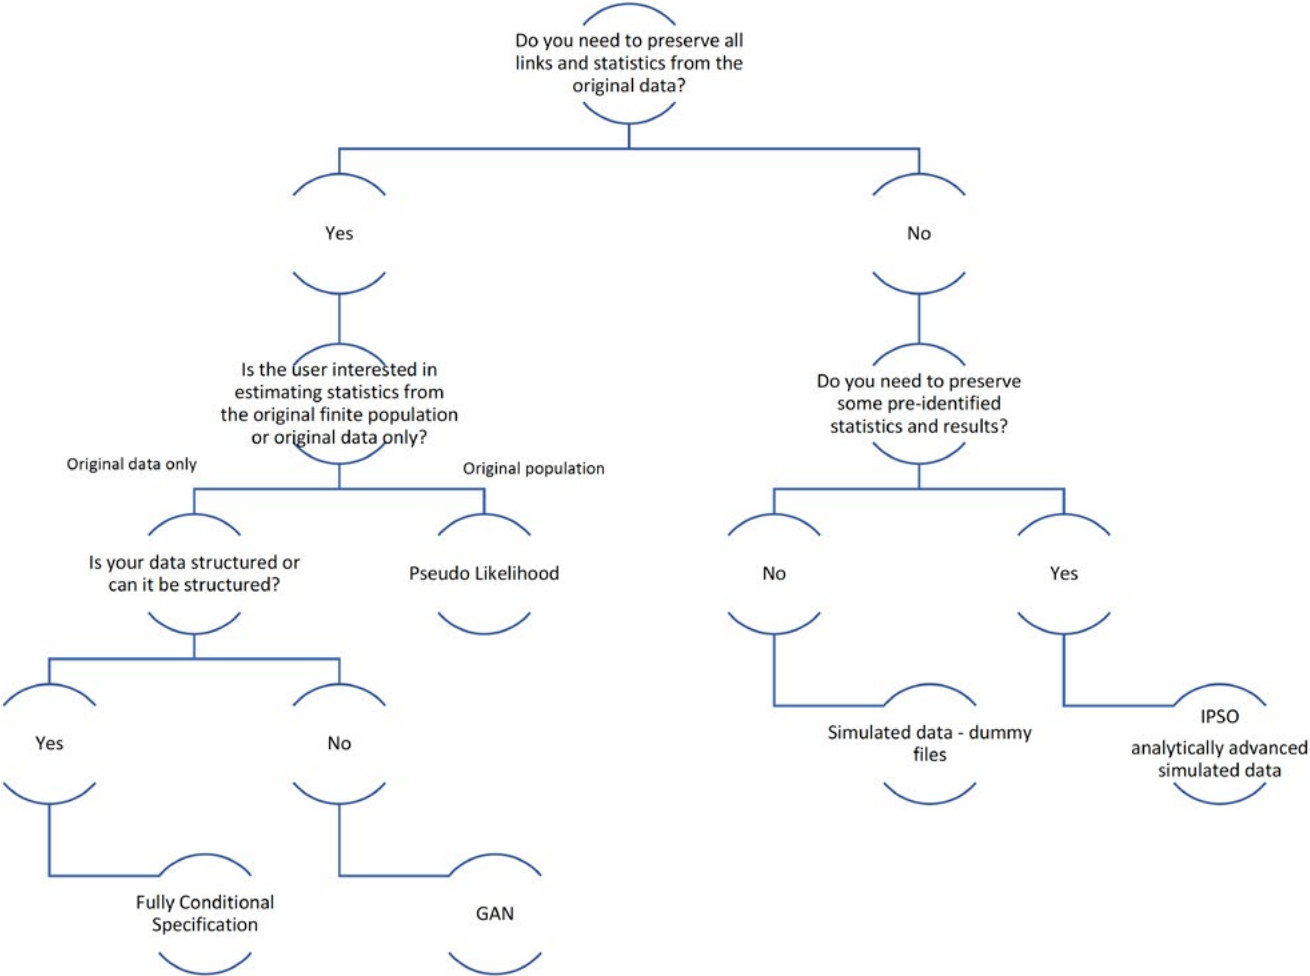 Do you need to preserve all
links and statistics from the
original data?
Yes
No
Is the user interested in
estimating statistics from
the original finite population
or original data only?
Do you need to preserve
some pre-identified
statistics and results?
Original data only
Original population
Is your data structured or
can it be structured?
Pseudo Likelihood
No
Yes
Yes
No
Simulated data - dummy
files
IPSO
analytically advanced
simulated data
Fully Conditional
Specification
GAN